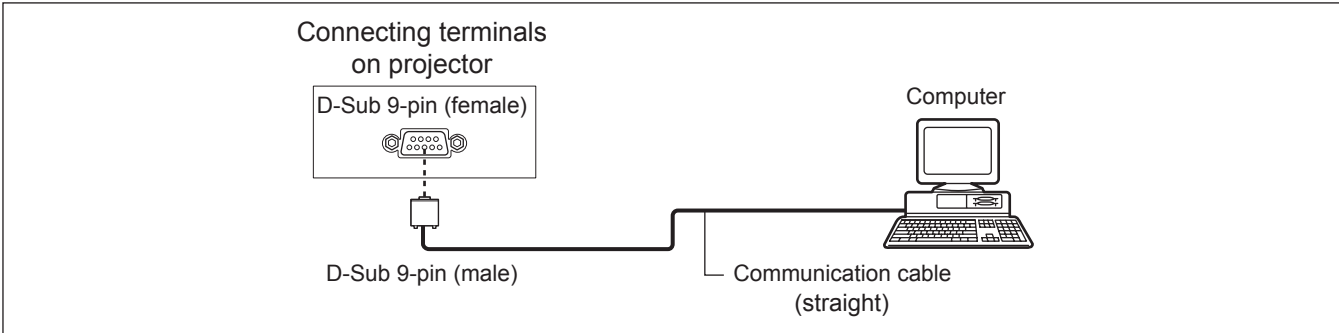 Connecting terminals
on projector
D-Sub 9-pin (female)
Computer
D-Sub 9-pin (male)
Communication cable
(straight)